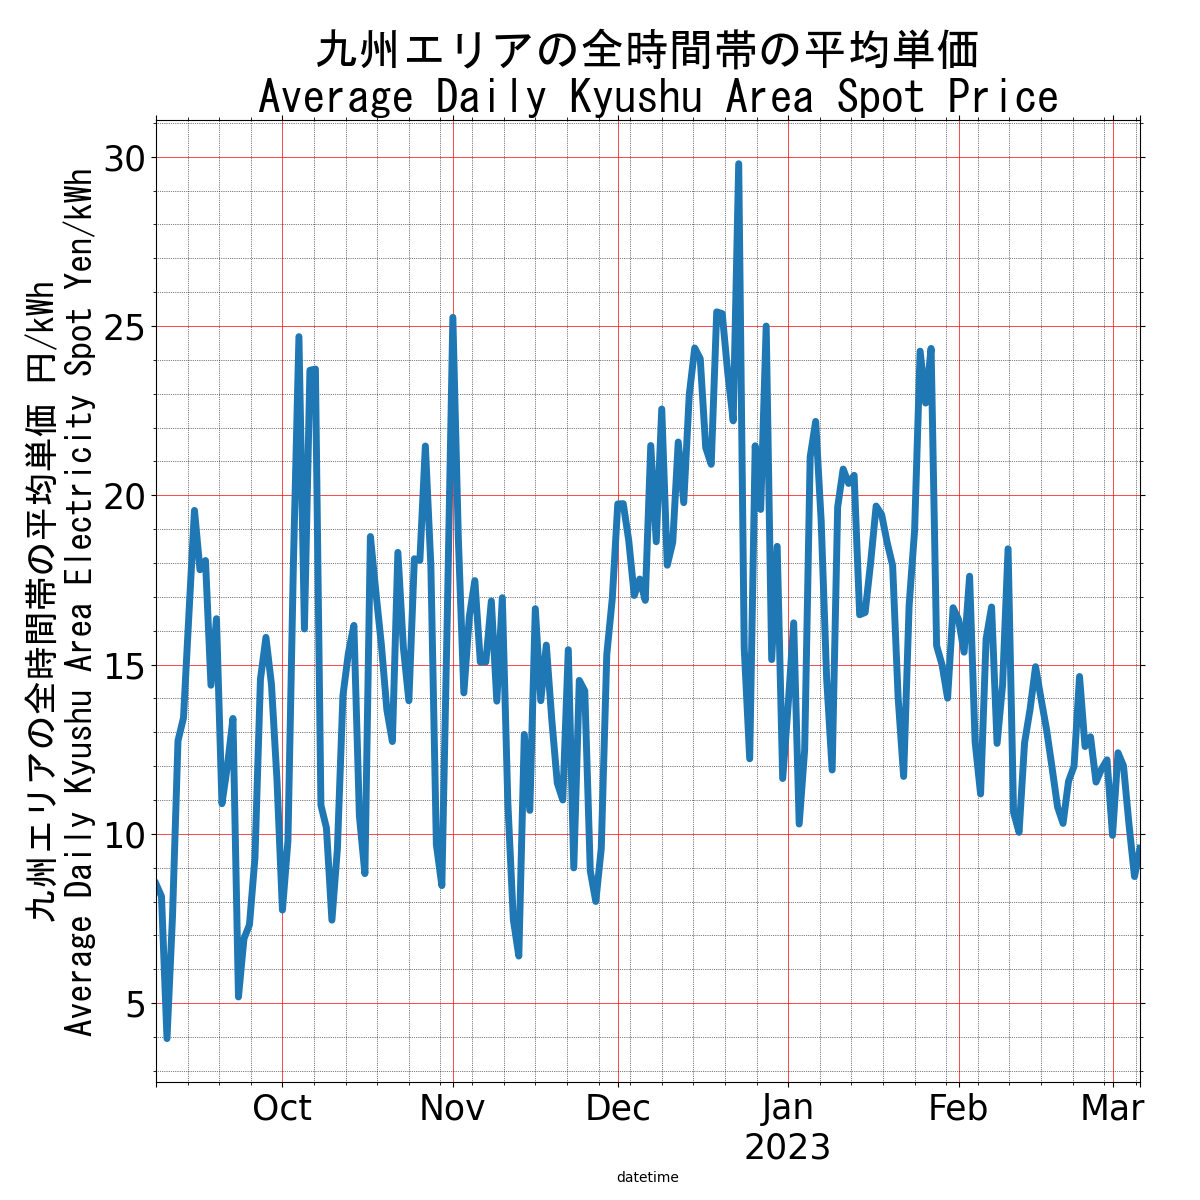 九州エリアの全時間帯の平均単価
Average Daily Kyushu Area Spot Price
九州エリアの全時間帯の平均単価 円/kWh
Average Daily Kyushu Area Electricity Spot Yen/kWh
30
25
20
15
10
5
Oct
Nov
Dec
Jan
2023
Feb
Mar
datetime